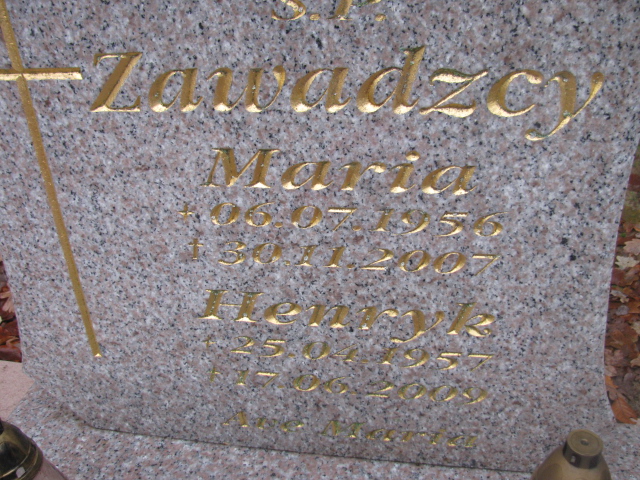 Ś.P.
Zawadzcy
Maria
* 06.07.1956
† 30.11.2007
Henryk
* 25.04.1957
† 17.06.2009
Ave Maria